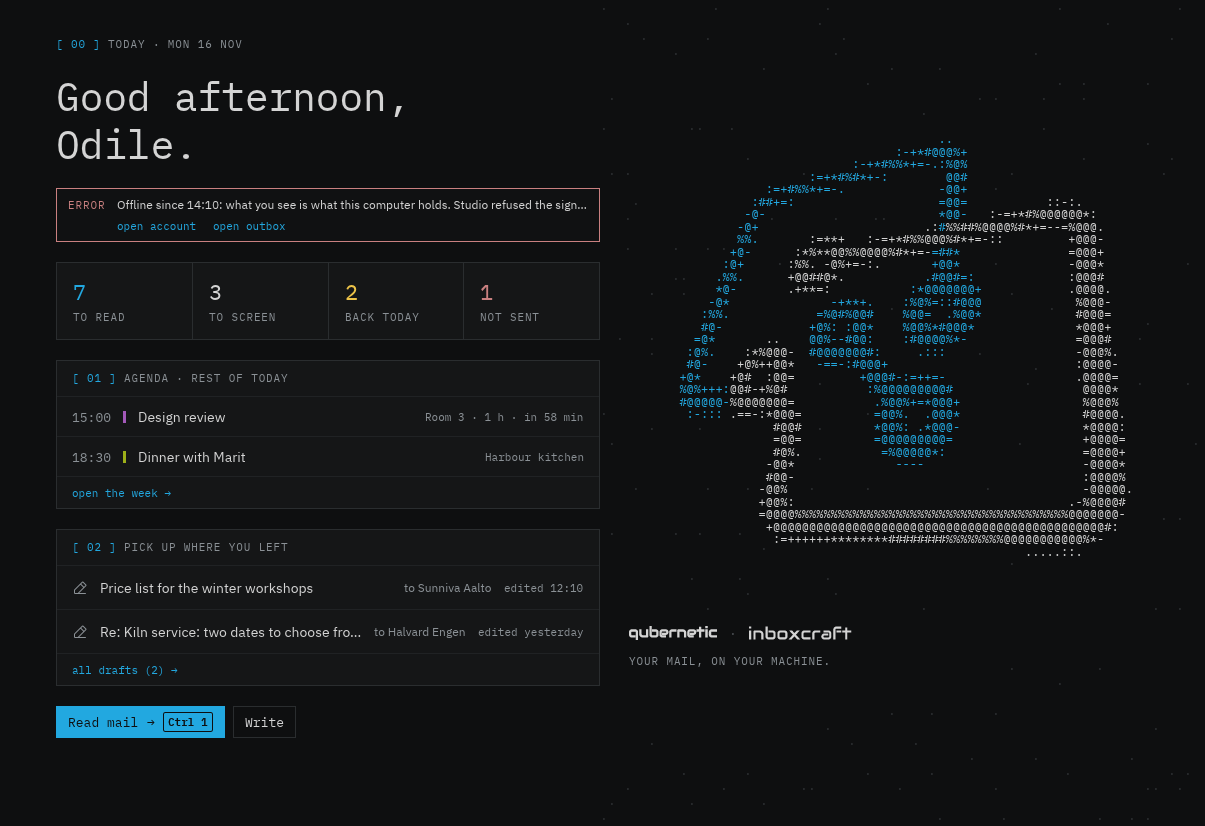 [ 00 ] TODAY · MON 16 NOV
Good afternoon,
Odile.
ERROR Offline since 14:10: what you see is what this computer holds. Studio refused the sign…
open account open outbox
7 3 2 1
TO READ TO SCREEN BACK TODAY NOT SENT
[ 01 ] AGENDA · REST OF TODAY
15:00 Design review Room 3 · 1 h · in 58 min
18:30 Dinner with Marit Harbour kitchen
open the week →
[ 02 ] PICK UP WHERE YOU LEFT
Price list for the winter workshops to Sunniva Aalto edited 12:10
Re: Kiln service: two dates to choose fro… to Halvard Engen edited yesterday
all drafts (2) →
Read mail → Ctrl 1 Write
qubernetic · inboxcraft
YOUR MAIL, ON YOUR MACHINE.